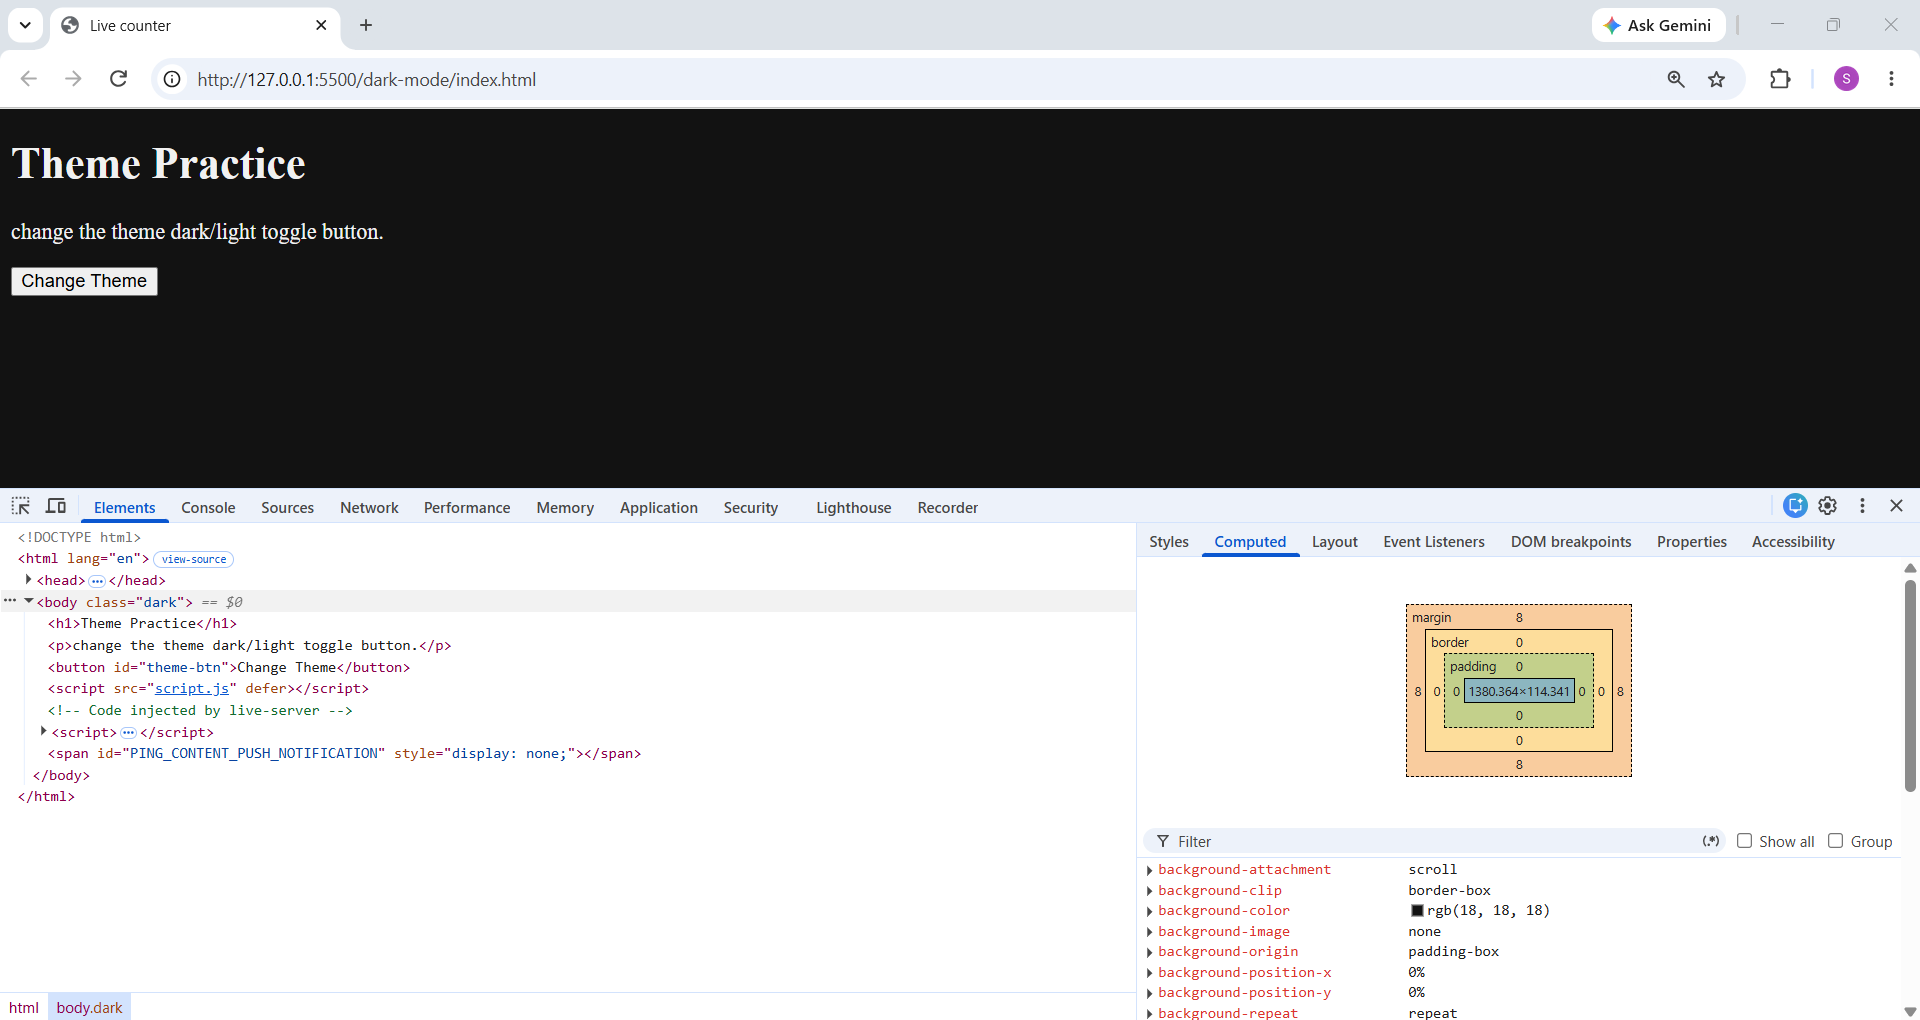 Live counter
Ask Gemini
http://127.0.0.1:5500/dark-mode/index.html
S
Theme Practice
change the theme dark/light toggle button.
Change Theme
Elements Console Sources Network Performance Memory Application Security Lighthouse Recorder
<!DOCTYPE html>
<html lang="en"> view-source
<head> ••• </head>
••• <body class="dark"> == $0
<h1>Theme Practice</h1>
<p>change the theme dark/light toggle button.</p>
<button id="theme-btn">Change Theme</button>
<script src="script.js" defer></script>
<!-- Code injected by live-server -->
<script> ••• </script>
<span id="PING_CONTENT_PUSH_NOTIFICATION" style="display: none;"></span>
</body>
</html>
html body.dark
Styles Computed Layout Event Listeners DOM breakpoints Properties Accessibility
margin 8
border 0
padding 0
8 0 0 1380.364×114.341 0 0 8
0
0
8
Filter (.*) Show all Group
background-attachment scroll
background-clip border-box
background-color rgb(18, 18, 18)
background-image none
background-origin padding-box
background-position-x 0%
background-position-y 0%
background-repeat repeat